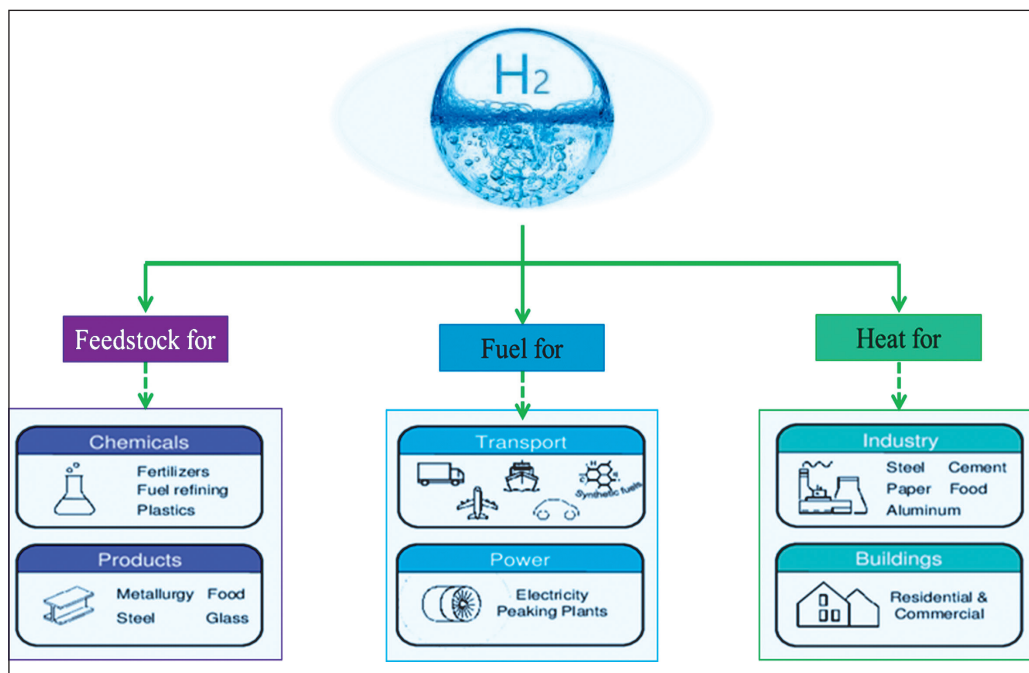 H2
Feedstock for
Fuel for
Heat for
Chemicals
Fertilizers
Fuel refining
Plastics
Products
Metallurgy Food
Steel Glass
Transport
Synthetic fuels
Power
Electricity
Peaking Plants
Industry
Steel Cement
Paper Food
Aluminum
Buildings
Residential &
Commercial